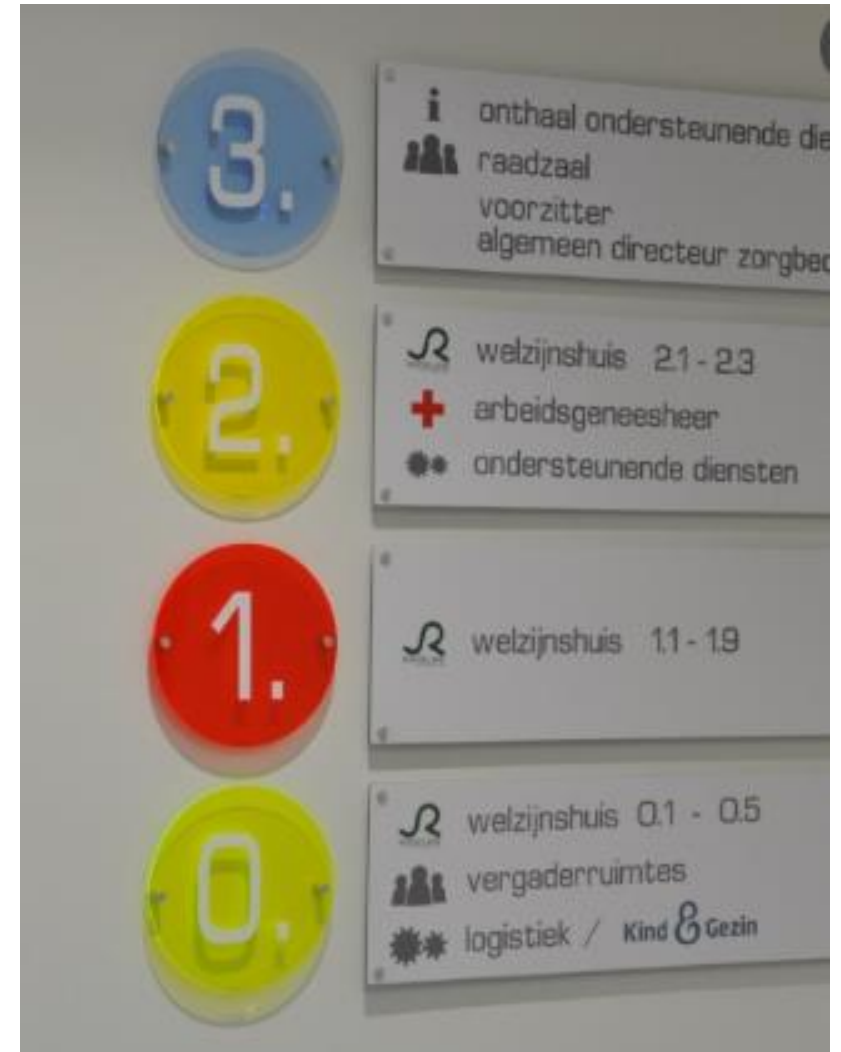 3.
i onthaal ondersteunende
raadzaal
voorzitter
algemeen directeur
2.
welzijnshuis 2.1 - 2.3
arbeidsgeneesheer
ondersteunende diensten
1.
welzijnshuis 1.1 - 1.9
0.
welzijnshuis 0.1 - 0.5
vergaderruimtes
logistiek / Kind & Gezin